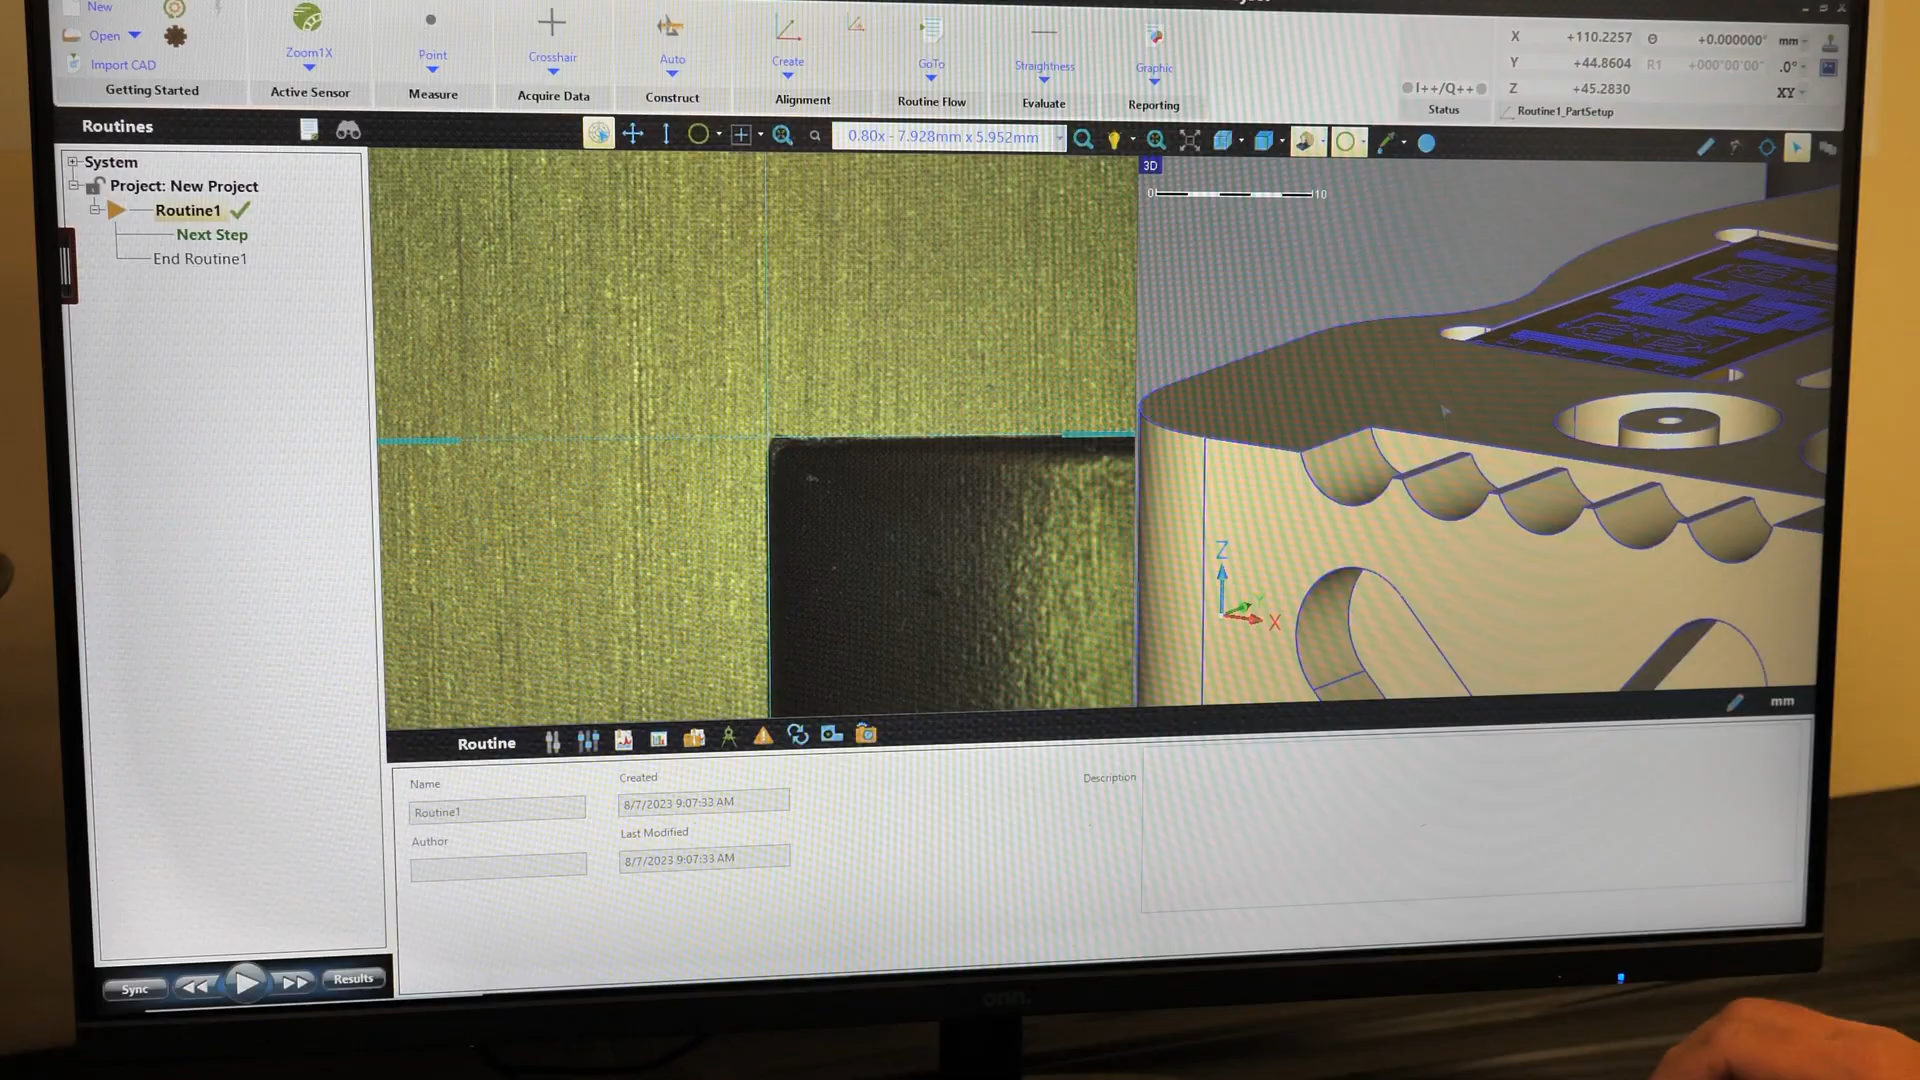 New
Open
Import CAD
Getting Started
Zoom1X
Active Sensor
Point
Measure
Crosshair
Acquire Data
Auto
Construct
Create
Alignment
GoTo
Routine Flow
Straightness
Evaluate
Graphic
Reporting
I++/Q++
Status
X +110.2257
Y +44.8604
Z +45.2830
Θ +0.000000° mm
R1 +000°00'00" .0°
XY
Routine1_PartSetup
Routines
0.80x - 7.928mm x 5.952mm
System
Project: New Project
Routine1
Next Step
End Routine1
3D
0 10
Z
Y
X
mm
Routine
Name
Routine1
Author
Created
8/7/2023 9:07:33 AM
Last Modified
8/7/2023 9:07:33 AM
Description
Sync
Results
onn.